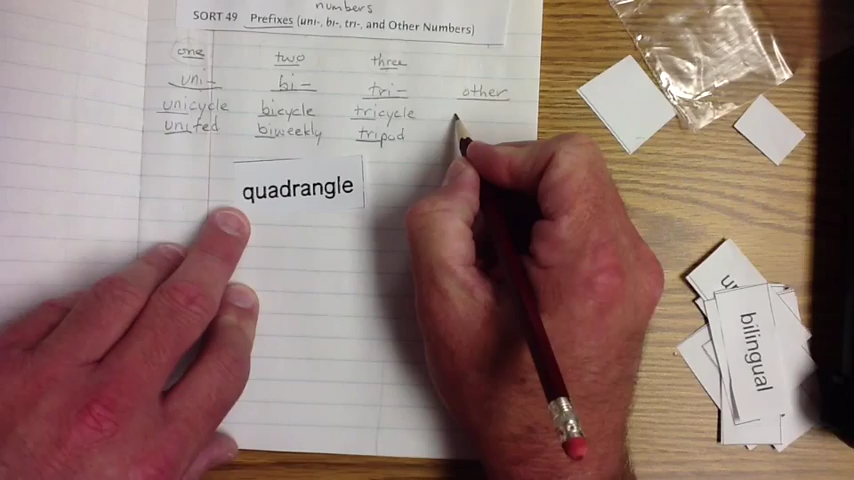 numbers
SORT 49 Prefixes (uni-, bi-, tri-, and Other Numbers)
one two three
uni- bi- tri- other
unicycle bicycle tricycle
united biweekly tripod
quadrangle
bilingual